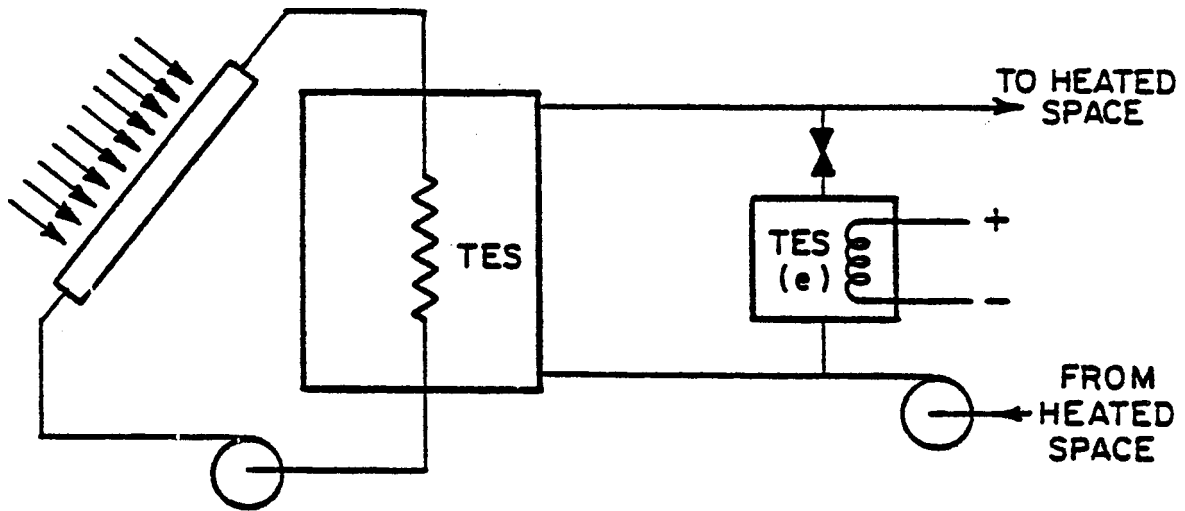 TO HEATED
SPACE
TES
TES
(e)
+
−
FROM
HEATED
SPACE